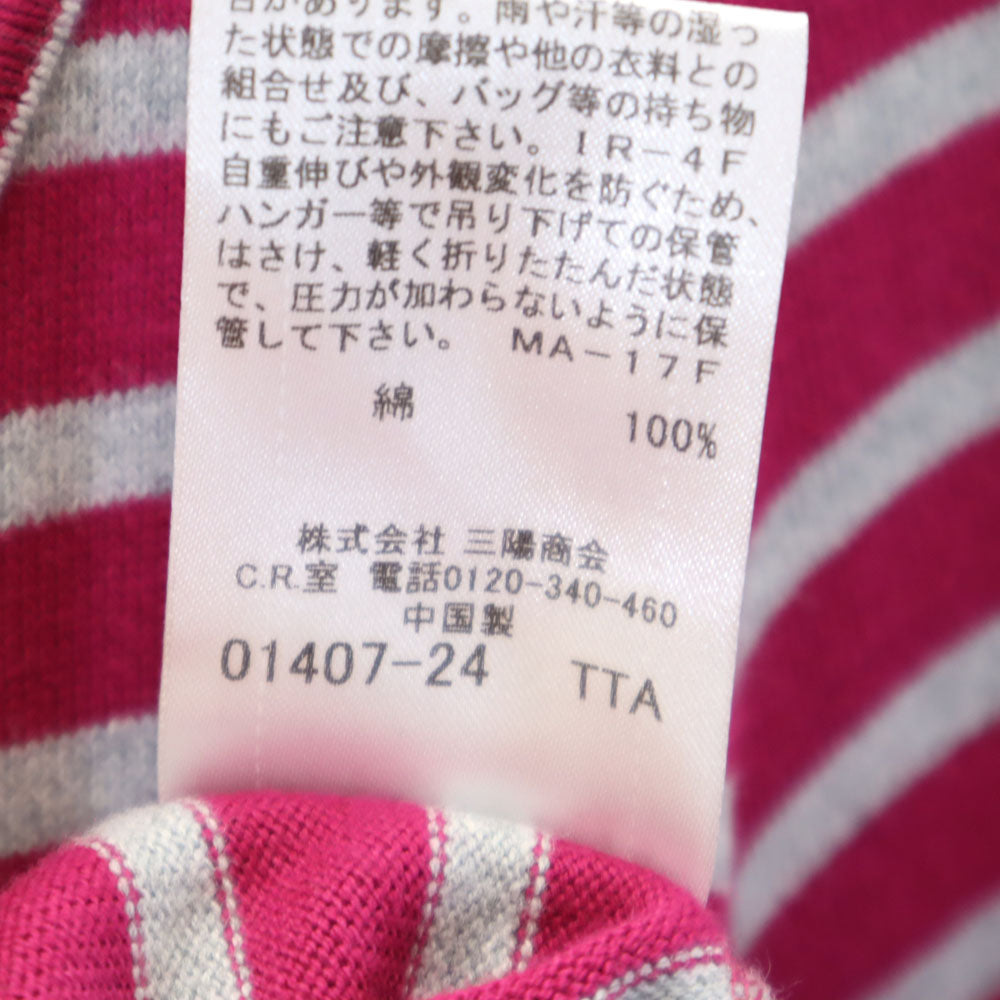 合があります。雨や汗等の湿っ
た状態での摩擦や他の衣料との
組合せ及び、バッグ等の持ち物
にもご注意下さい。IR-4F
自重伸びや外観変化を防ぐため、
ハンガー等で吊り下げての保管
はさけ、軽く折りたたんだ状態
で、圧力が加わらないように保
管して下さい。 MA-17F
綿 100%
株式会社 三陽商会
C.R.室 電話0120-340-460
中国製
01407-24 TTA